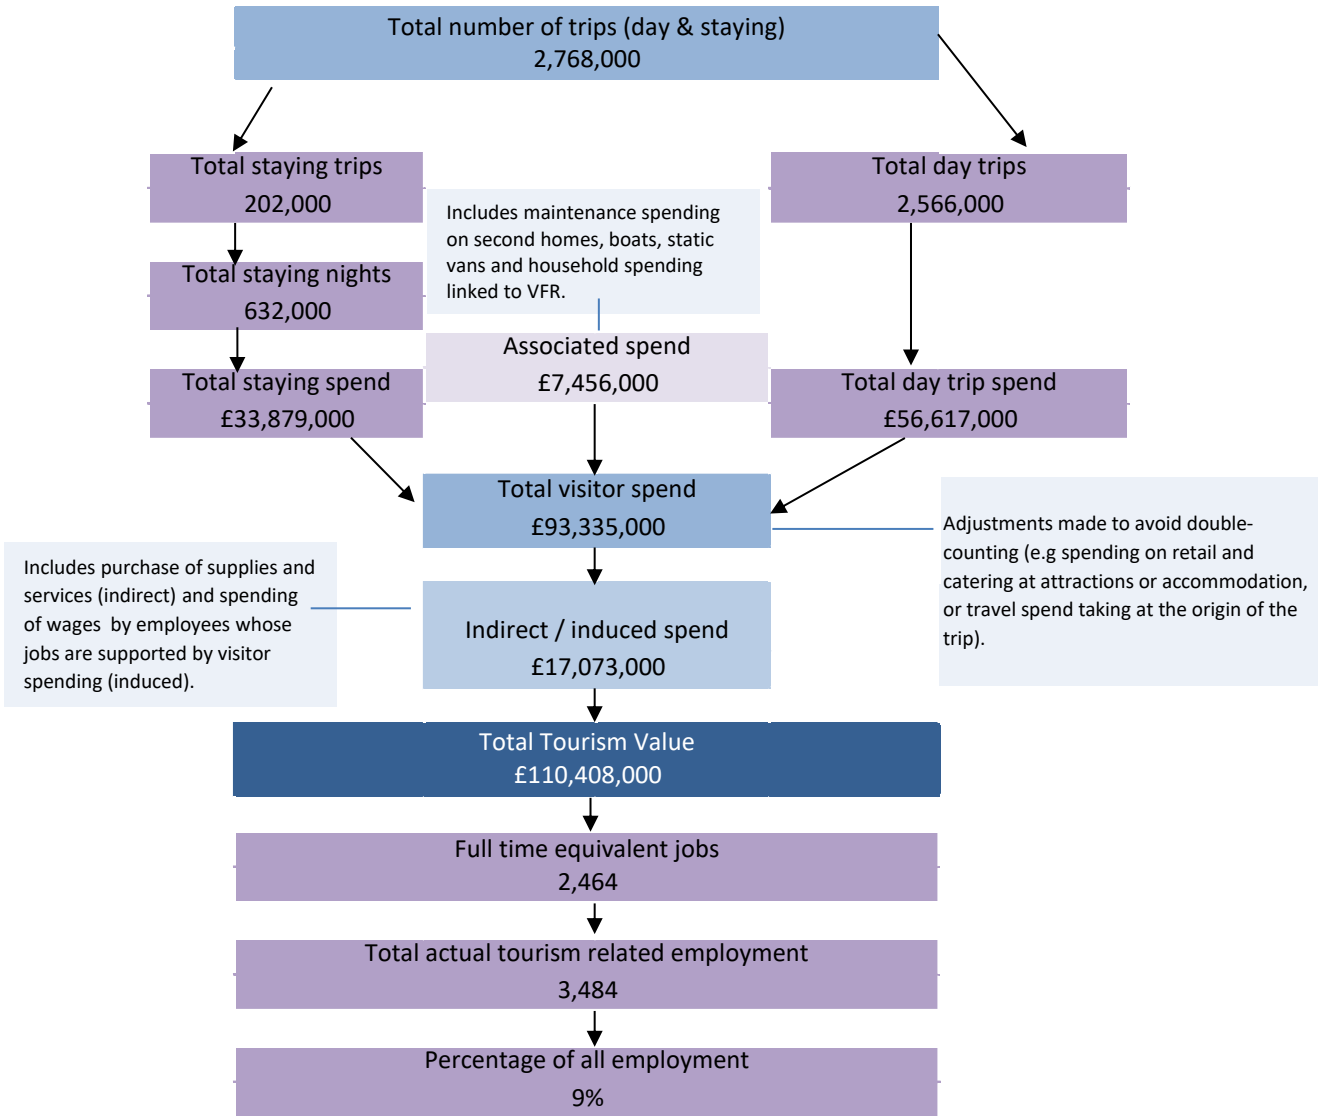 Total number of trips (day & staying)
2,768,000
Total staying trips
202,000
Total day trips
2,566,000
Includes maintenance spending
on second homes, boats, static
vans and household spending
linked to VFR.
Total staying nights
632,000
Associated spend
£7,456,000
Total staying spend
£33,879,000
Total day trip spend
£56,617,000
Total visitor spend
£93,335,000
Adjustments made to avoid double-
counting (e.g spending on retail and
catering at attractions or accommodation,
or travel spend taking at the origin of the
trip).
Includes purchase of supplies and
services (indirect) and spending
of wages by employees whose
jobs are supported by visitor
spending (induced).
Indirect / induced spend
£17,073,000
Total Tourism Value
£110,408,000
Full time equivalent jobs
2,464
Total actual tourism related employment
3,484
Percentage of all employment
9%